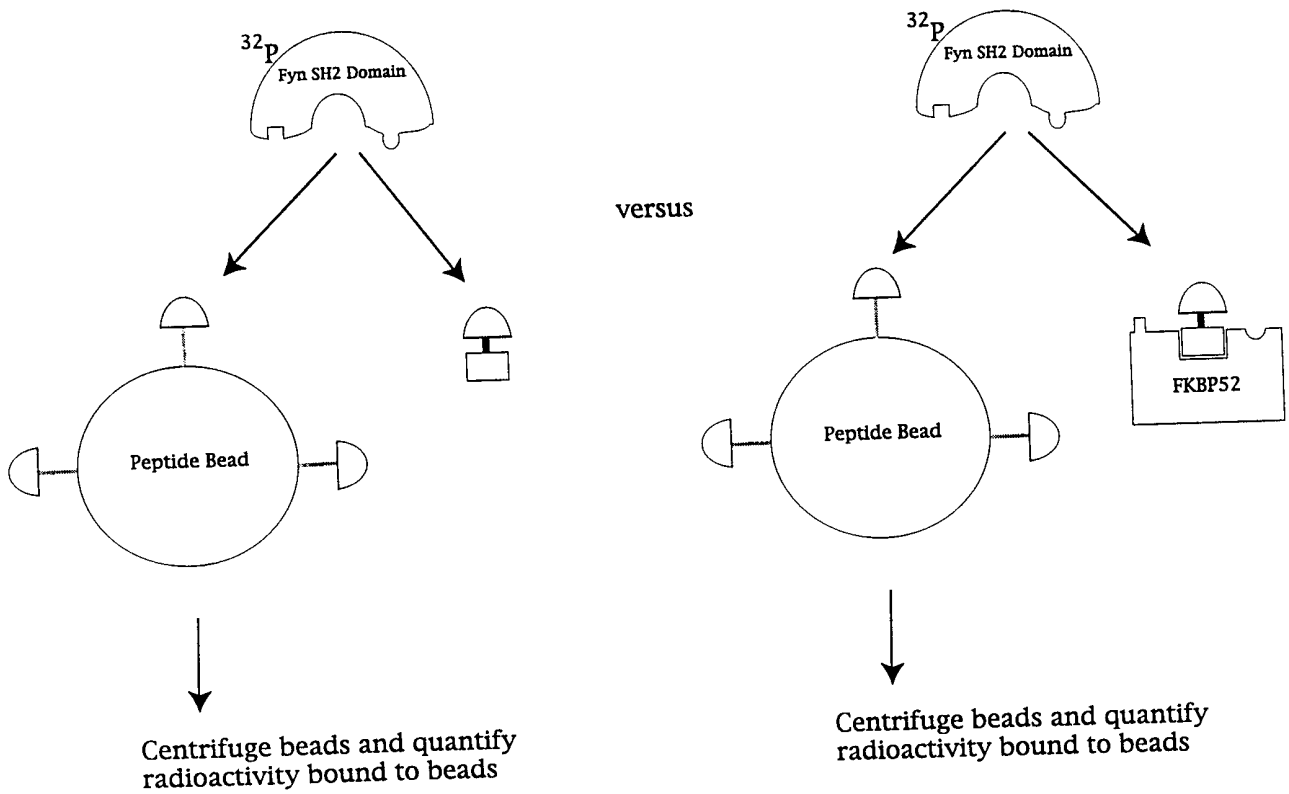 ³²P
Fyn SH2 Domain
Peptide Bead
Centrifuge beads and quantify
radioactivity bound to beads
versus
³²P
Fyn SH2 Domain
FKBP52
Peptide Bead
Centrifuge beads and quantify
radioactivity bound to beads